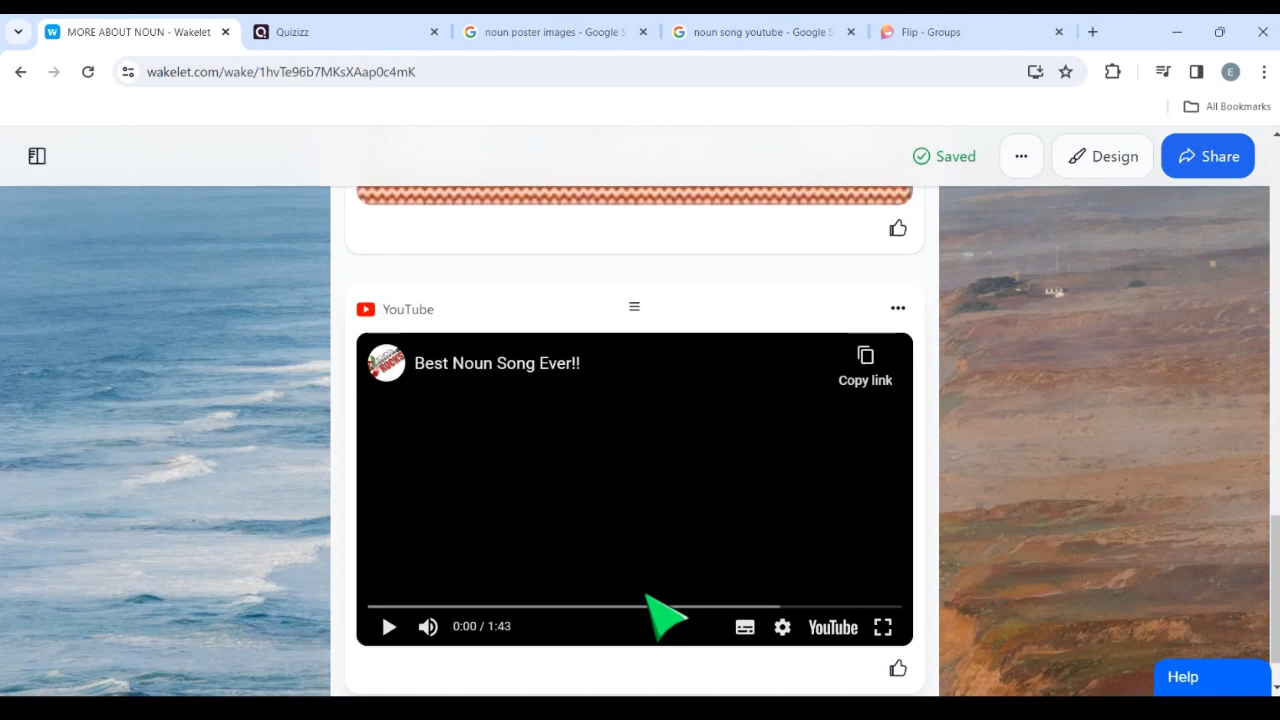 MORE ABOUT NOUN - Wakelet
Quizizz
noun poster images - Google S
noun song youtube - Google S
Flip - Groups
wakelet.com/wake/1hvTe96b7MKsXAap0c4mK
E
All Bookmarks
Saved
Design
Share
YouTube
ROCKS
Best Noun Song Ever!!
Copy link
0:00 / 1:43
YouTube
Help